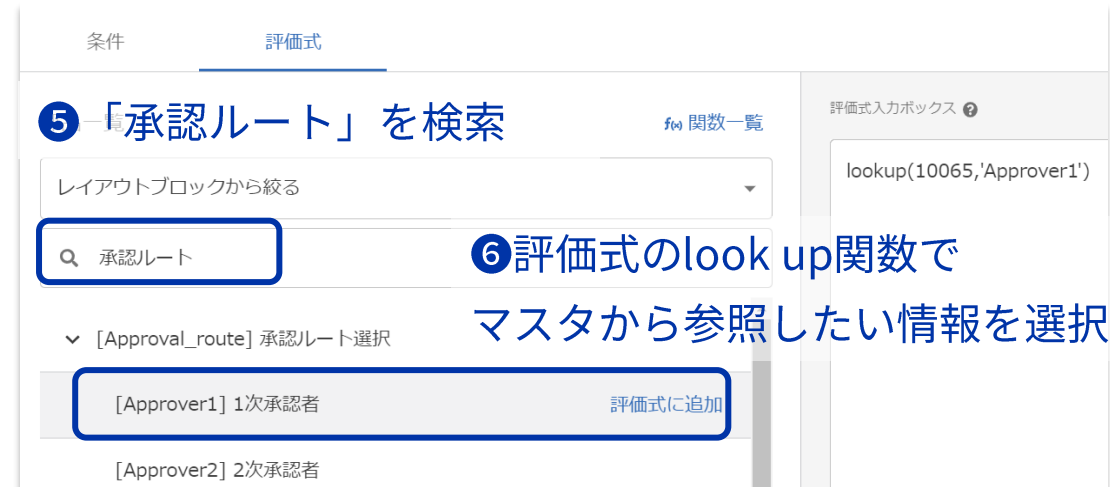 条件
評価式
❺「承認ルート」を検索
一覧
f(x) 関数一覧
レイアウトブロックから絞る
承認ルート
[Approval_route] 承認ルート選択
[Approver1] 1次承認者
評価式に追加
[Approver2] 2次承認者
評価式入力ボックス ?
lookup(10065,'Approver1')
❻評価式のlook up関数で
マスタから参照したい情報を選択